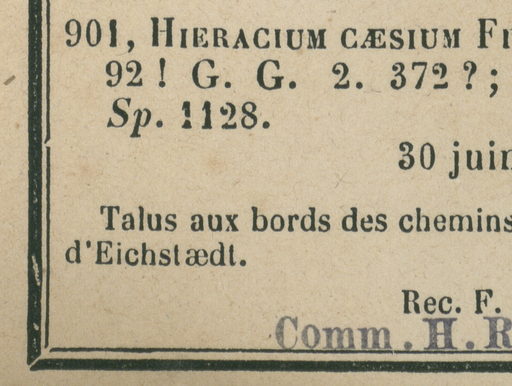 901, HIERACIUM CÆSIUM F
92! G. G. 2. 372?;
Sp. 1128.
30 juin
Talus aux bords des chemins
d'Eichstædt.
Rec. F.
Comm. H. R